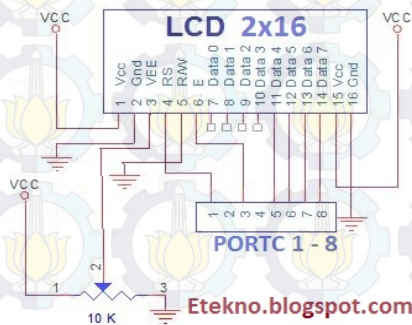 VCC
VCC
LCD 2x16
Vcc
Gnd
VEE
RS
R/W
E
Data 0
Data 1
Data 2
Data 3
Data 4
Data 5
Data 6
Data 7
Vcc
Gnd
1 2 3 4 5 6 7 8 9 10 11 12 13 14 15 16
1 2 3 4 5 6 7 8
PORTC 1 - 8
VCC
1 2 3
10 K
Etekno.blogspot.com